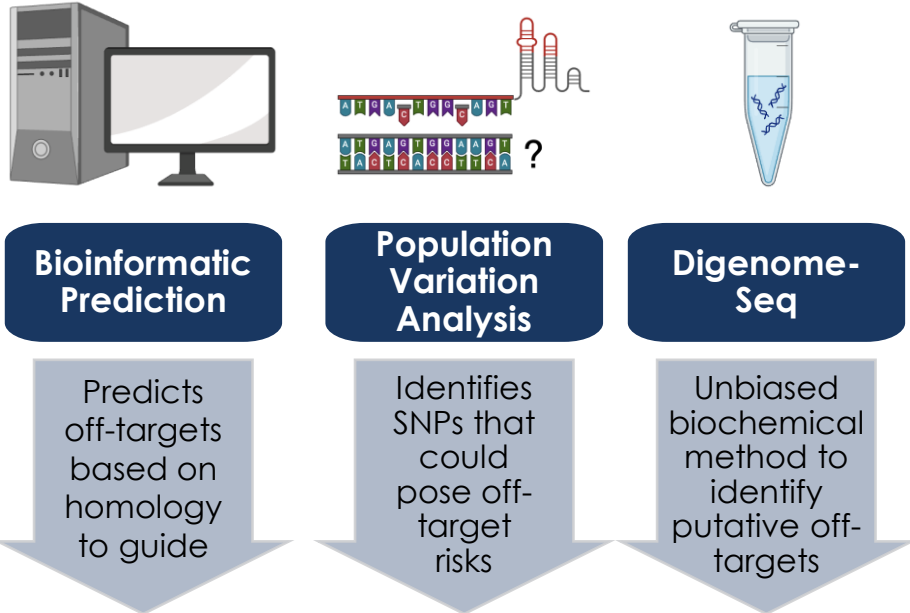 A T G A C T G G C A G T
A T G A G T G G A A G T
T A C T C A C C T T C A
?
Bioinformatic
Prediction
Population
Variation
Analysis
Digenome-
Seq
Predicts
off-targets
based on
homology
to guide
Identifies
SNPs that
could
pose off-
target
risks
Unbiased
biochemical
method to
identify
putative off-
targets